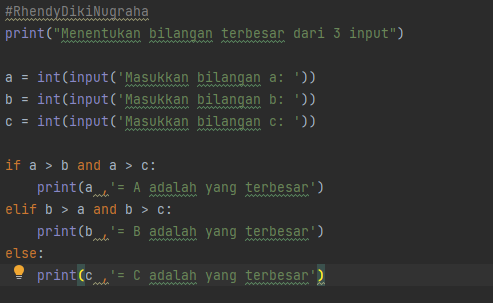 #RhendyDikiNugraha
print("Menentukan bilangan terbesar dari 3 input")
a = int(input('Masukkan bilangan a: '))
b = int(input('Masukkan bilangan b: '))
c = int(input('Masukkan bilangan c: '))
if a > b and a > c:
    print(a ,'= A adalah yang terbesar')
elif b > a and b > c:
    print(b ,'= B adalah yang terbesar')
else:
    print(c ,'= C adalah yang terbesar')